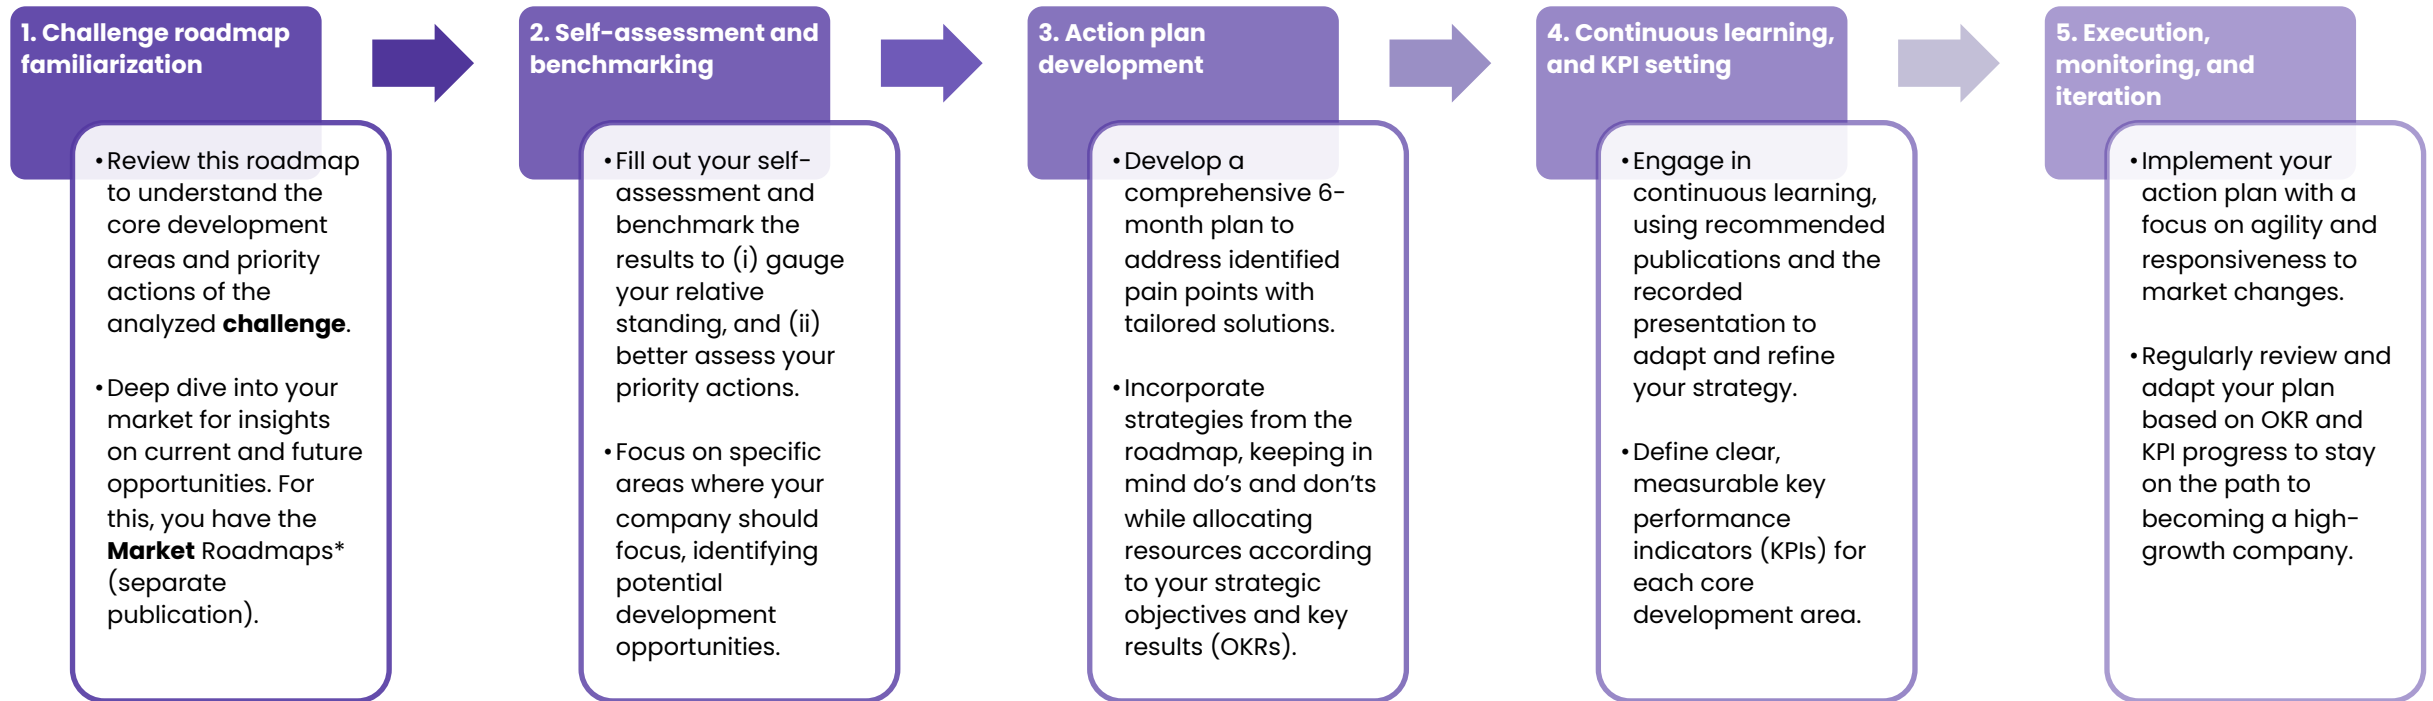 1. Challenge roadmap
familiarization
• Review this roadmap
to understand the
core development
areas and priority
actions of the
analyzed challenge.
• Deep dive into your
market for insights
on current and future
opportunities. For
this, you have the
Market Roadmaps*
(separate
publication).
2. Self-assessment and
benchmarking
• Fill out your self-
assessment and
benchmark the
results to (i) gauge
your relative
standing, and (ii)
better assess your
priority actions.
• Focus on specific
areas where your
company should
focus, identifying
potential
development
opportunities.
3. Action plan
development
• Develop a
comprehensive 6-
month plan to
address identified
pain points with
tailored solutions.
• Incorporate
strategies from the
roadmap, keeping in
mind do's and don'ts
while allocating
resources according
to your strategic
objectives and key
results (OKRs).
4. Continuous learning,
and KPI setting
• Engage in
continuous learning,
using recommended
publications and the
recorded
presentation to
adapt and refine
your strategy.
• Define clear,
measurable key
performance
indicators (KPIs) for
each core
development area.
5. Execution,
monitoring, and
iteration
• Implement your
action plan with a
focus on agility and
responsiveness to
market changes.
• Regularly review and
adapt your plan
based on OKR and
KPI progress to stay
on the path to
becoming a high-
growth company.